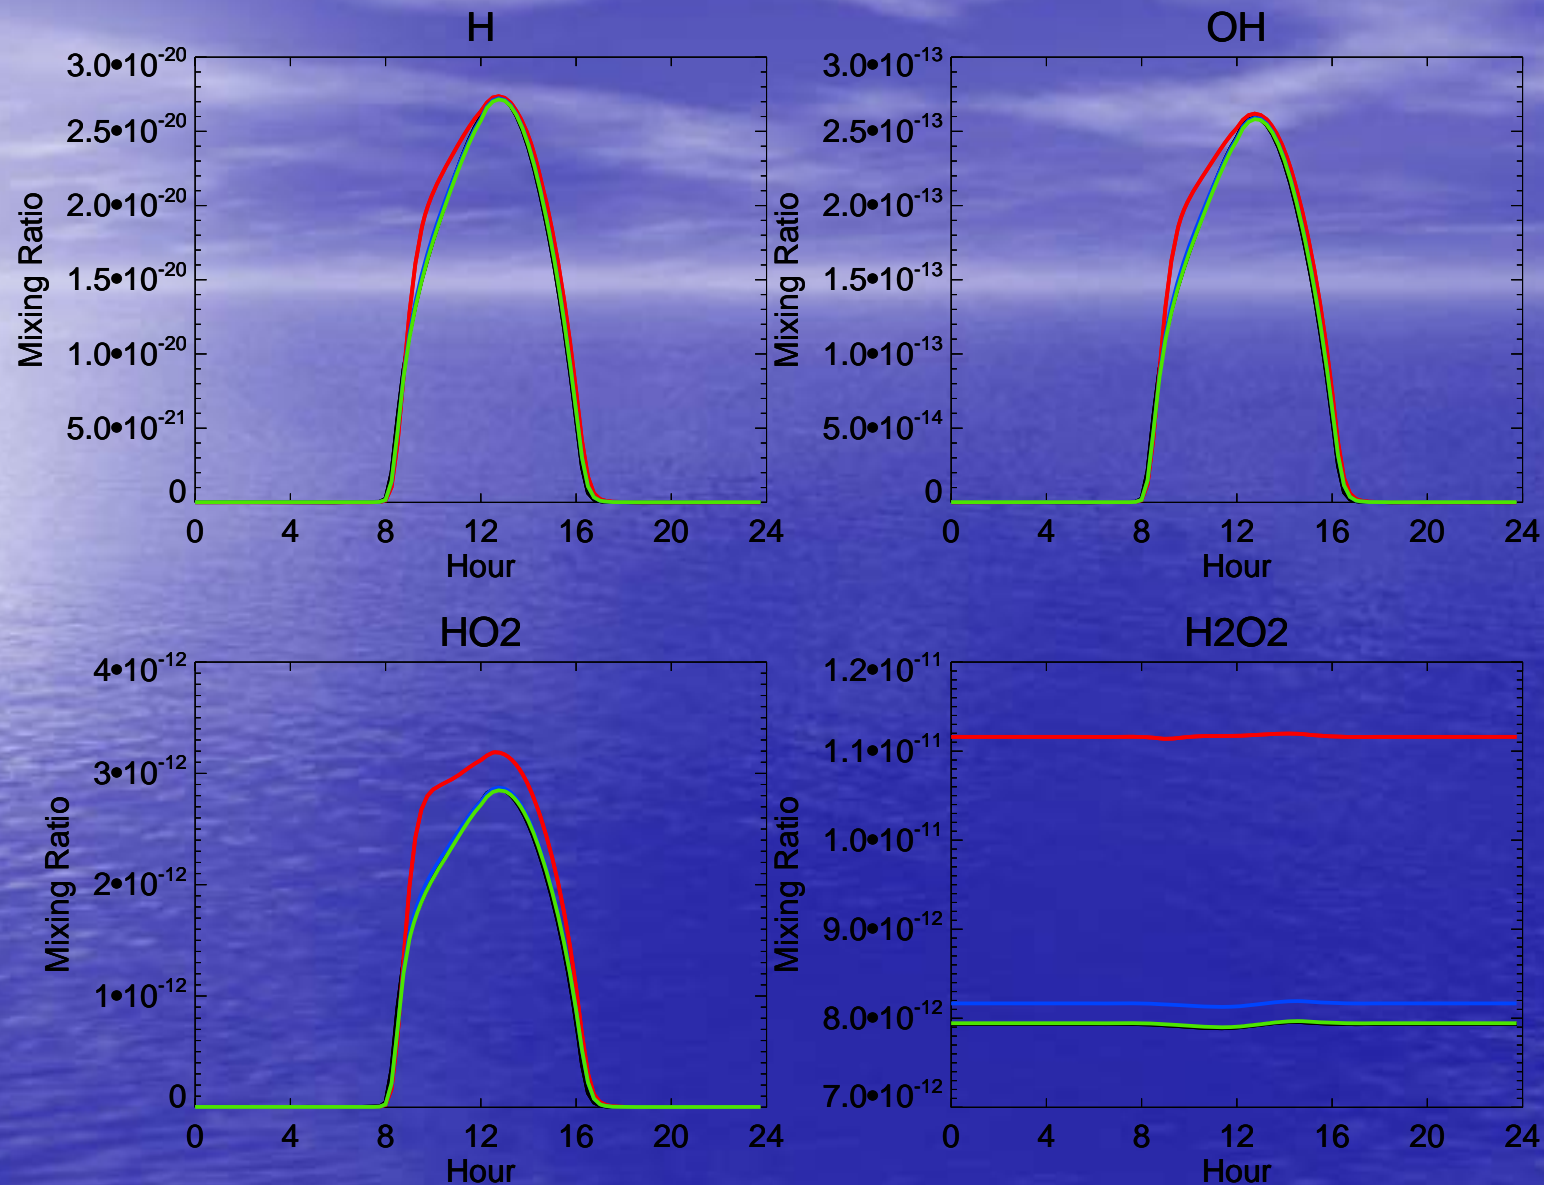 H
3.0•10-20
2.5•10-20
2.0•10-20
1.5•10-20
1.0•10-20
5.0•10-21
0
Mixing Ratio
0 4 8 12 16 20 24
Hour
OH
3.0•10-13
2.5•10-13
2.0•10-13
1.5•10-13
1.0•10-13
5.0•10-14
0
Mixing Ratio
0 4 8 12 16 20 24
Hour
HO2
4•10-12
3•10-12
2•10-12
1•10-12
0
Mixing Ratio
0 4 8 12 16 20 24
Hour
H2O2
1.2•10-11
1.1•10-11
1.0•10-11
9.0•10-12
8.0•10-12
7.0•10-12
Mixing Ratio
0 4 8 12 16 20 24
Hour